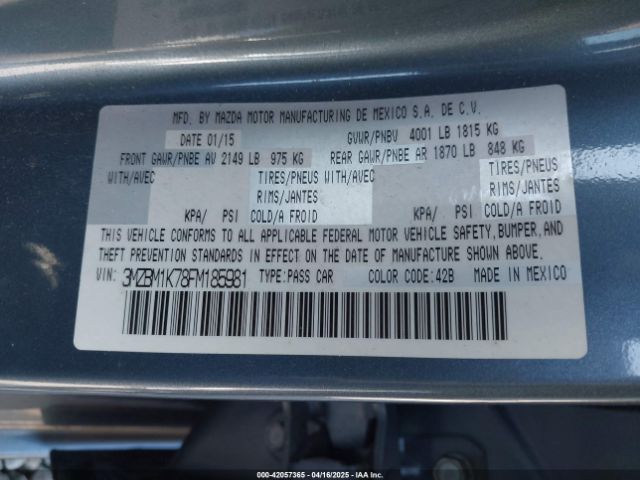 MFD. BY MAZDA MOTOR MANUFACTURING DE MEXICO S.A. DE C.V.
DATE 01/15 GVWR/PNBV 4001 LB 1815 KG
FRONT GAWR/PNBE AV 2149 LB 975 KG REAR GAWR/PNBE AR 1870 LB 848 KG
WITH/AVEC TIRES/PNEUS WITH/AVEC TIRES/PNEUS
RIMS/JANTES RIMS/JANTES
KPA/ PSI COLD/A FROID KPA/ PSI COLD/A FROID
THIS VEHICLE CONFORMS TO ALL APPLICABLE FEDERAL MOTOR VEHICLE SAFETY, BUMPER, AND
THEFT PREVENTION STANDARDS IN EFFECT ON THE DATE OF MANUFACTURE SHOWN ABOVE.
VIN: 3MZBM1K78FM185981 TYPE:PASS CAR COLOR CODE:42B MADE IN MEXICO
000-42057365 - 04/16/2025 - IAAI, Inc.